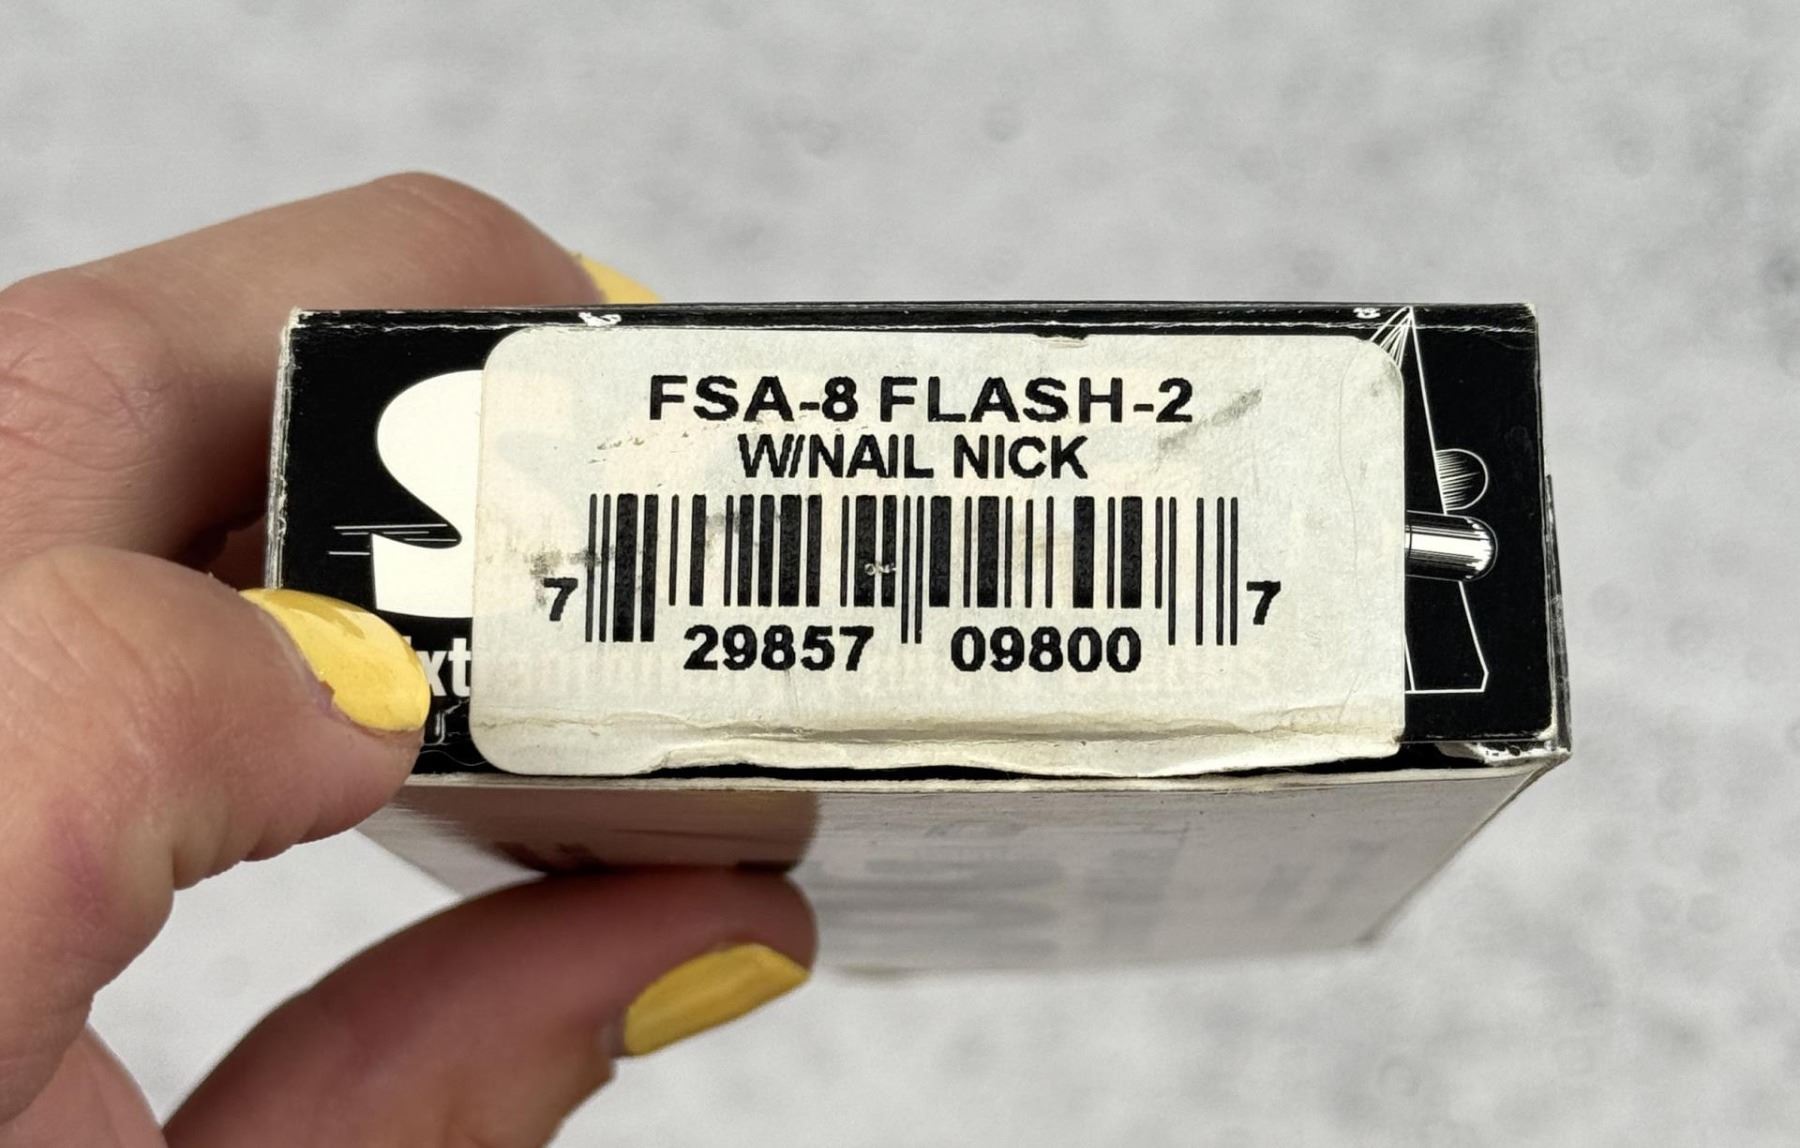 FSA-8 FLASH-2
W/NAIL NICK
7 29857 09800 7